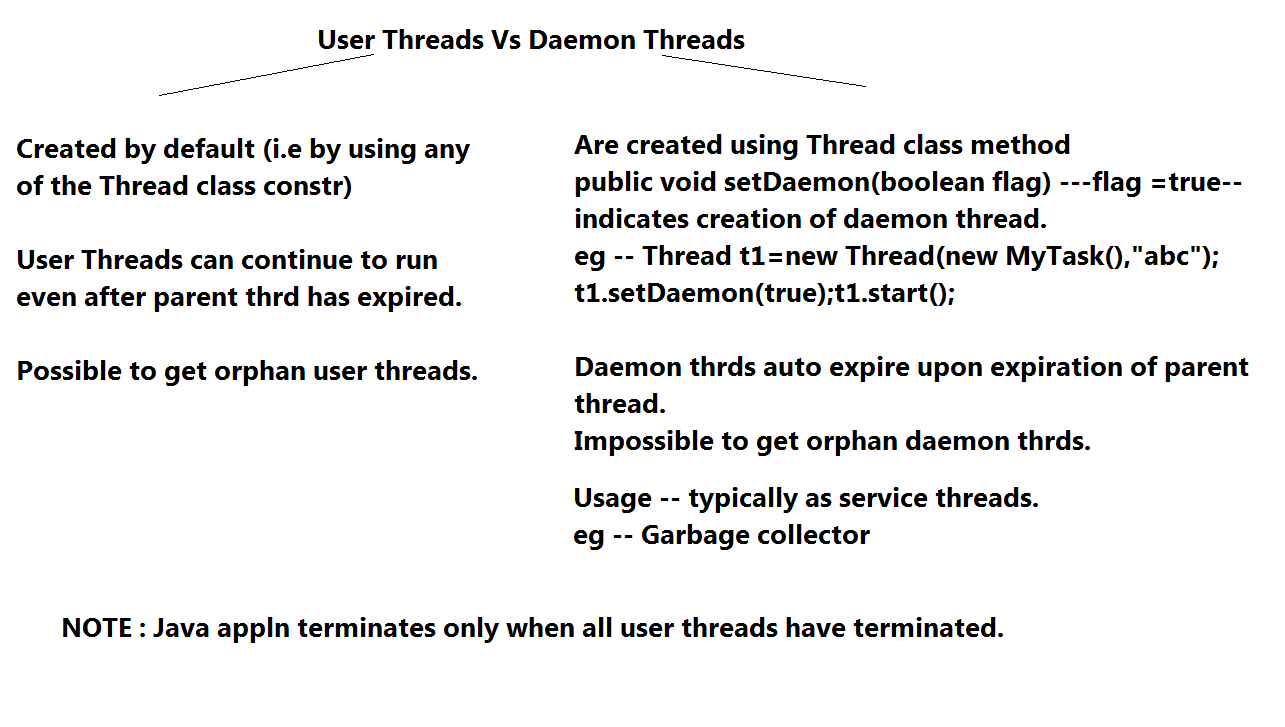 User Threads Vs Daemon Threads
Created by default (i.e by using any
of the Thread class constr)
User Threads can continue to run
even after parent thrd has expired.
Possible to get orphan user threads.
Are created using Thread class method
public void setDaemon(boolean flag) ---flag =true--
indicates creation of daemon thread.
eg -- Thread t1=new Thread(new MyTask(),"abc");
t1.setDaemon(true);t1.start();
Daemon thrds auto expire upon expiration of parent
thread.
Impossible to get orphan daemon thrds.
Usage -- typically as service threads.
eg -- Garbage collector
NOTE : Java appln terminates only when all user threads have terminated.